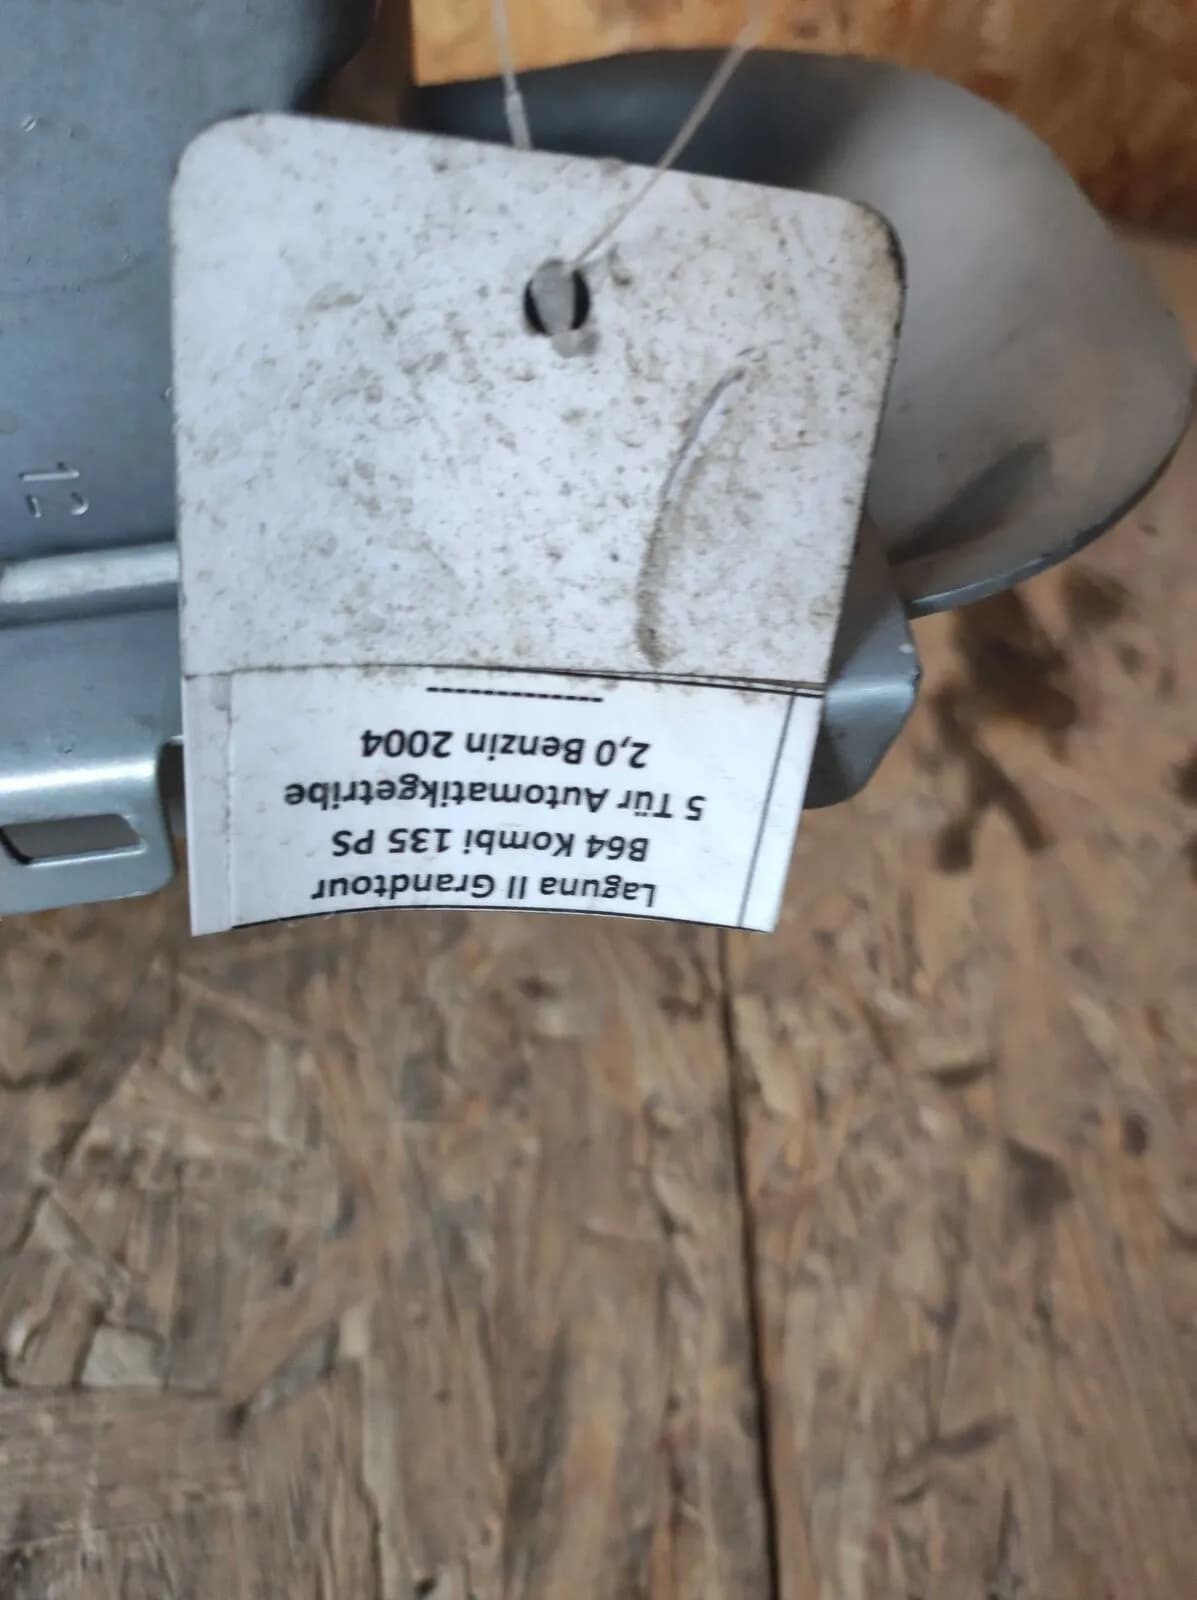 Laguna II Grandtour
B64 Kombi 135 PS
5 Tür Automatikgetribe
2,0 Benzin 2004
------------